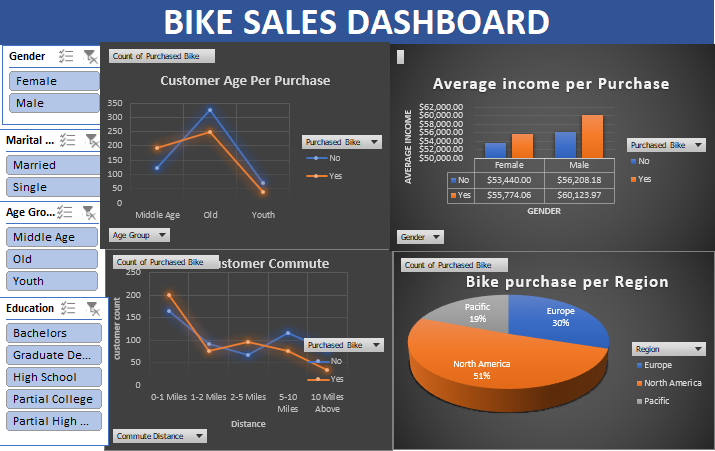 BIKE SALES DASHBOARD
Gender
Female
Male
Marital ...
Married
Single
Age Gro...
Middle Age
Old
Youth
Education
Bachelors
Graduate De...
High School
Partial College
Partial High ...
Count of Purchased Bike
Customer Age Per Purchase
350
300
250
200
150
100
50
0
Middle Age Old Youth
Purchased Bike
No
Yes
Age Group
Average income per Purchase
AVERAGE INCOME
$62,000.00
$60,000.00
$58,000.00
$56,000.00
$54,000.00
$52,000.00
$50,000.00
Female Male
No $53,440.00 $56,208.18
Yes $55,774.06 $60,123.97
GENDER
Purchased Bike
No
Yes
Gender
Count of Purchased Bike
ustomer Commute
customer count
250
200
150
100
50
0
0-1 Miles 1-2 Miles 2-5 Miles 5-10 Miles 10 Miles Above
Distance
Purchased Bike
No
Yes
Commute Distance
Count of Purchased Bike
Bike purchase per Region
Pacific
19%
Europe
30%
North America
51%
Region
Europe
North America
Pacific